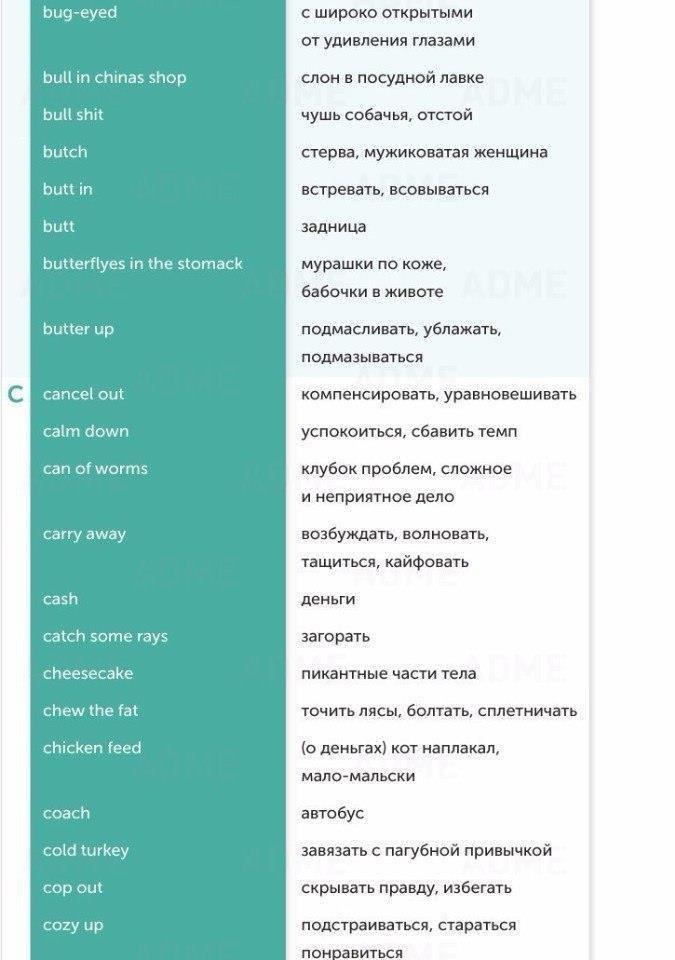 bug-eyed с широко открытыми
от удивления глазами
bull in chinas shop слон в посудной лавке
bull shit чушь собачья, отстой
butch стерва, мужиковатая женщина
butt in встревать, всовываться
butt задница
butterflyes in the stomack мурашки по коже,
бабочки в животе
butter up подмасливать, ублажать,
подмазываться
C cancel out компенсировать, уравновешивать
calm down успокоиться, сбавить темп
can of worms клубок проблем, сложное
и неприятное дело
carry away возбуждать, волновать,
тащиться, кайфовать
cash деньги
catch some rays загорать
cheesecake пикантные части тела
chew the fat точить лясы, болтать, сплетничать
chicken feed (о деньгах) кот наплакал,
мало-мальски
coach автобус
cold turkey завязать с пагубной привычкой
cop out скрывать правду, избегать
cozy up подстраиваться, стараться
понравиться